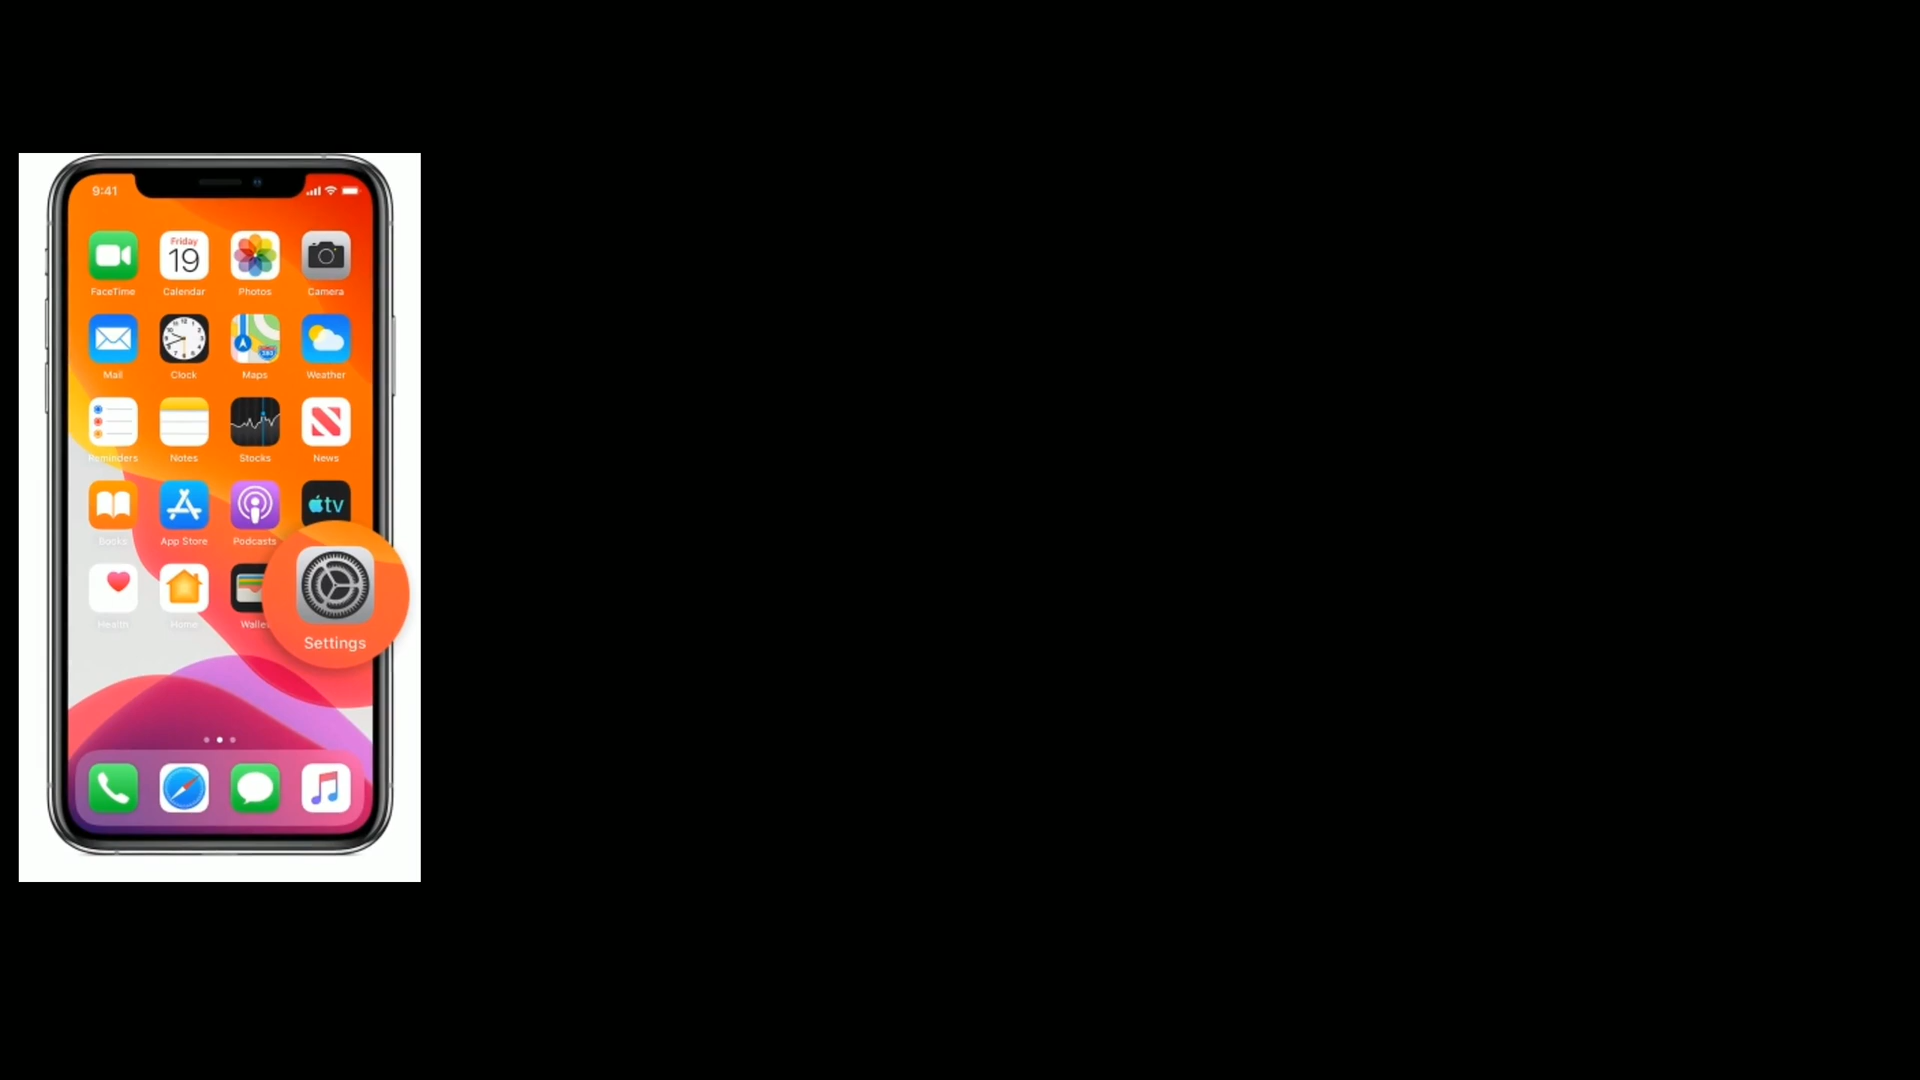 9:41
Friday
19
FaceTime Calendar Photos Camera
Mail Clock Maps Weather
Reminders Notes Stocks News
tv
Books App Store Podcasts
Health Home Walle
Settings